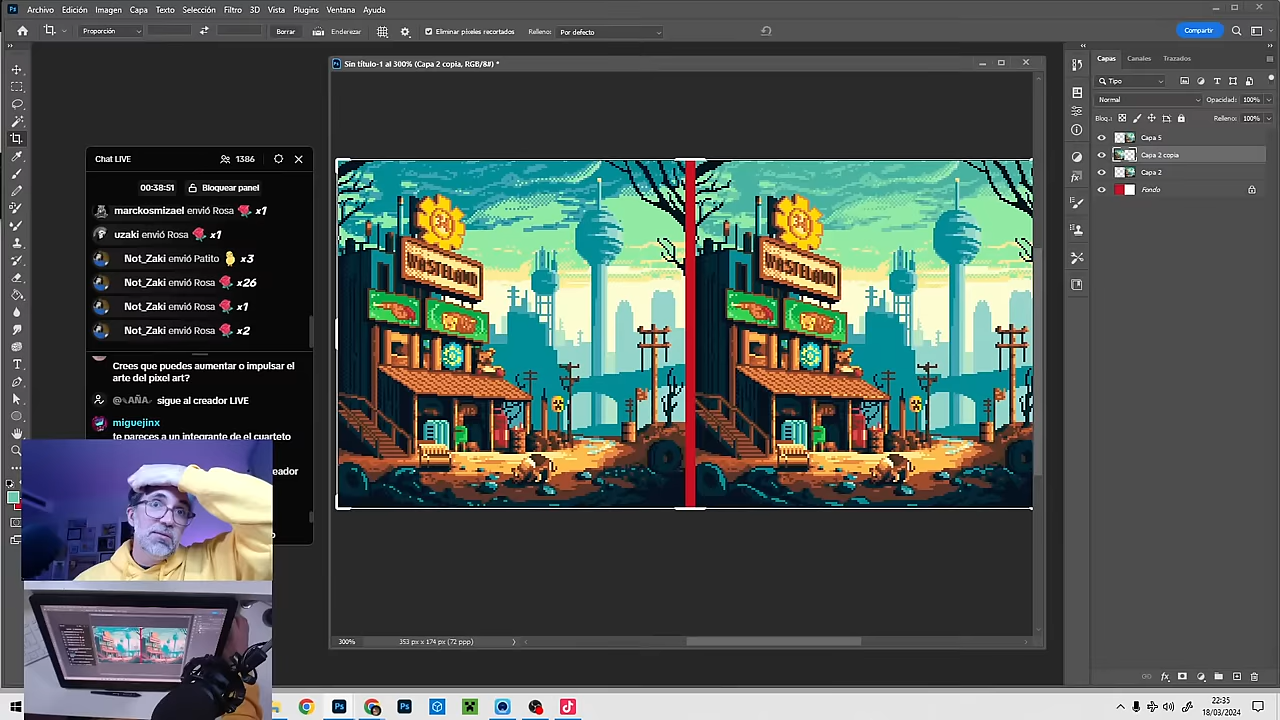 Archivo Edición Imagen Capa Texto Selección Filtro 3D Vista Plugins Ventana Ayuda
Proporción Borrar Enderezar Eliminar píxeles recortados Relleno: Por defecto Compartir
Sin título-1 al 300% (Capa 2 copia, RGB/8#) *
Capas Canales Trazados
Tipo
Normal Opacidad: 100%
Bloq.: Relleno: 100%
Capa 5
Capa 2 copia
Capa 2
Fondo
Chat LIVE 1386
00:38:51 Bloquear panel
marckosmizael envió Rosa x1
uzaki envió Rosa x1
Not_Zaki envió Patito x3
Not_Zaki envió Rosa x26
Not_Zaki envió Rosa x1
Not_Zaki envió Rosa x2
Crees que puedes aumentar o impulsar el
arte del pixel art?
sigue al creador LIVE
miguejinx
te pareces a un integrante de el cuarteto
WASTELAND
WASTELAND
300% 353 px x 174 px (72 ppp)
22:35
18/03/2024